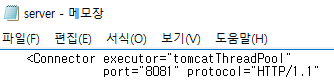 server - 메모장
파일(F) 편집(E) 서식(O) 보기(V) 도움말(H)
<Connector executor="tomcatThreadPool"
port="8081" protocol="HTTP/1.1"